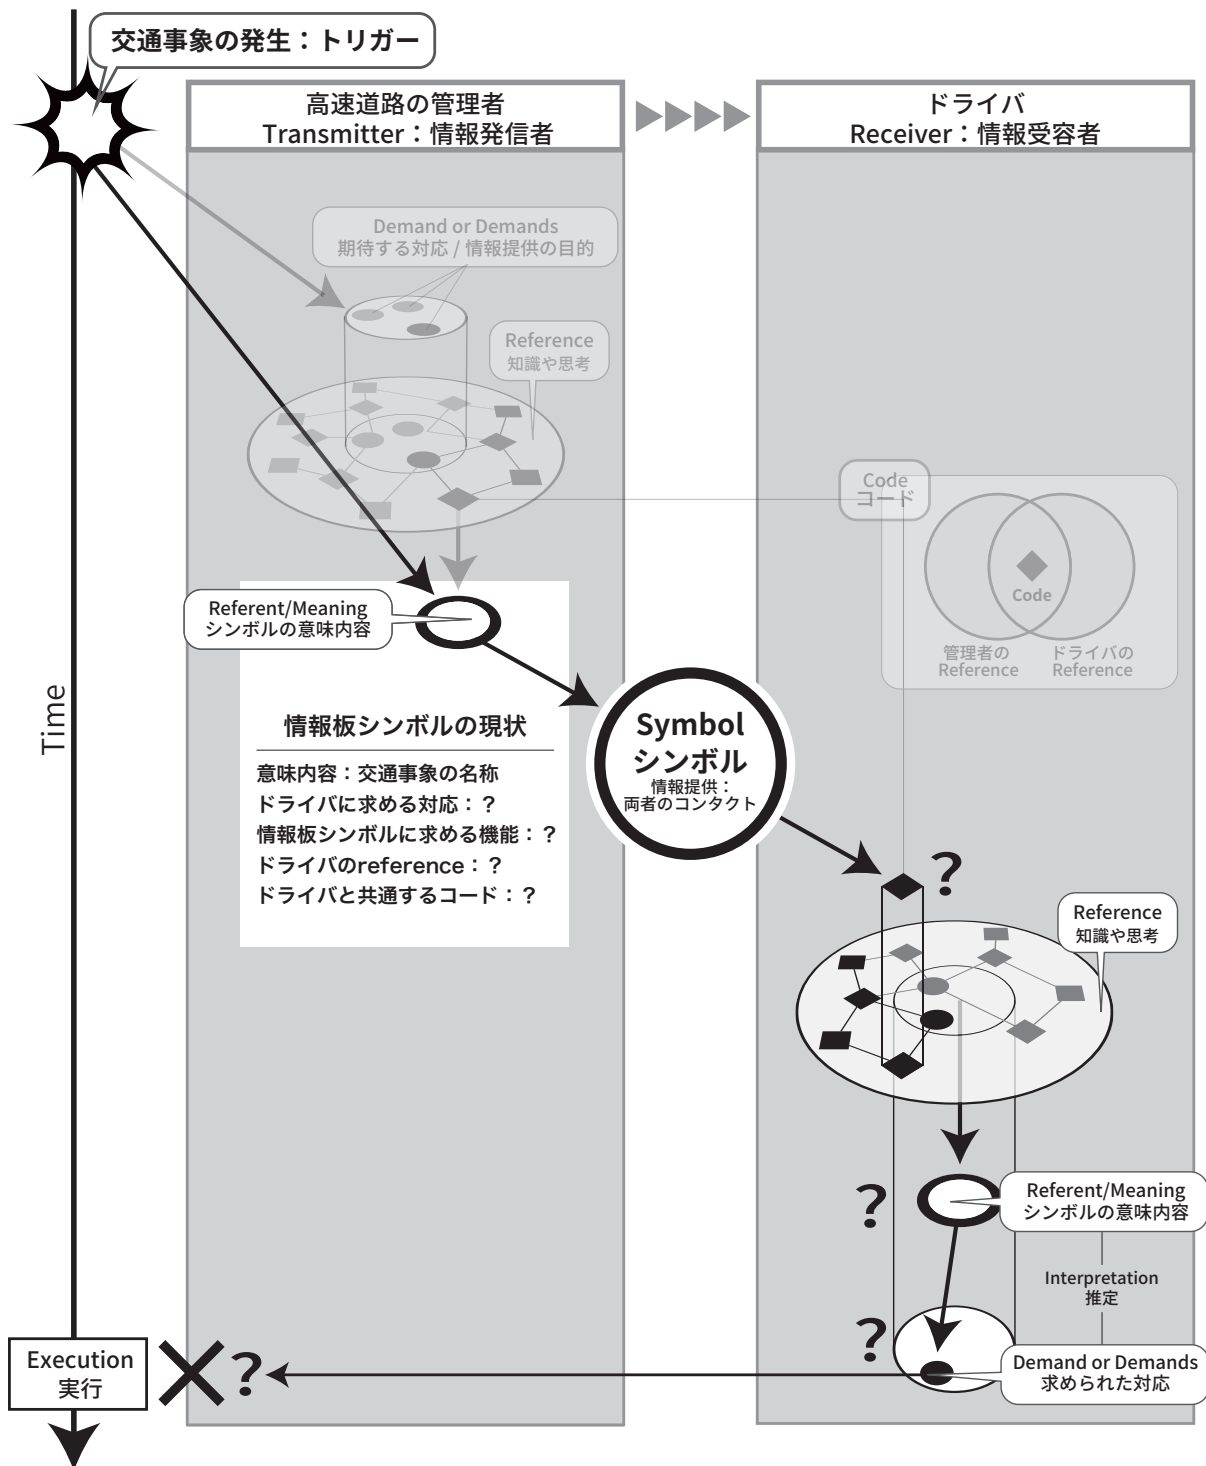 交通事象の発生：トリガー
高速道路の管理者
Transmitter：情報発信者
ドライバ
Receiver：情報受容者
Demand or Demands
期待する対応 / 情報提供の目的
Reference
知識や思考
Code
コード
Code
管理者の
Reference
ドライバの
Reference
Referent/Meaning
シンボルの意味内容
Time
情報板シンボルの現状
意味内容：交通事象の名称
ドライバに求める対応：？
情報板シンボルに求める機能：？
ドライバのreference：？
ドライバと共通するコード：？
Symbol
シンボル
情報提供：
両者のコンタクト
?
Reference
知識や思考
?
Referent/Meaning
シンボルの意味内容
Interpretation
推定
?
Demand or Demands
求められた対応
Execution
実行
?